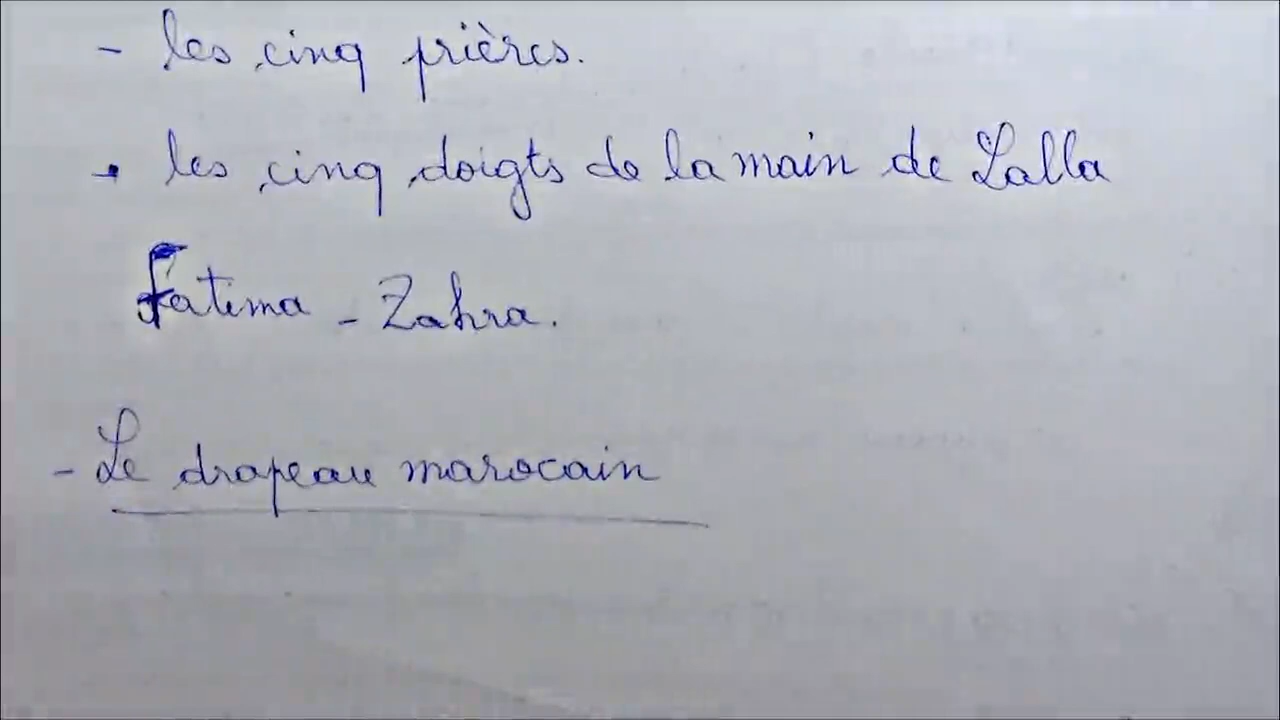 - les cinq prières.
- les cinq doigts de la main de Lalla
Fatima - Zahra.
- Le drapeau marocain